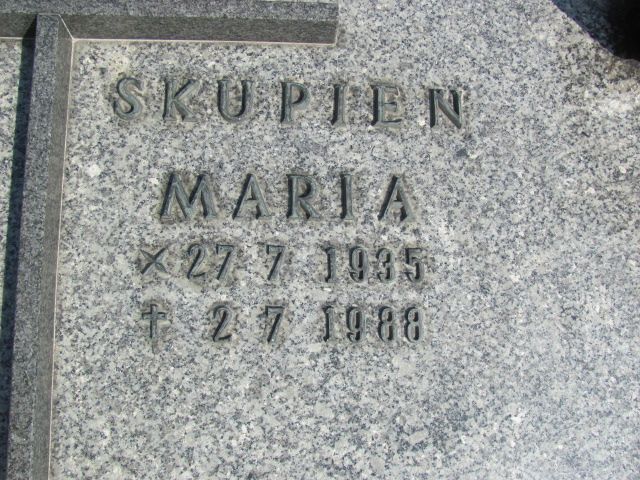 SKUPIEN
MARIA
×27 7 1935
† 2 7 1988